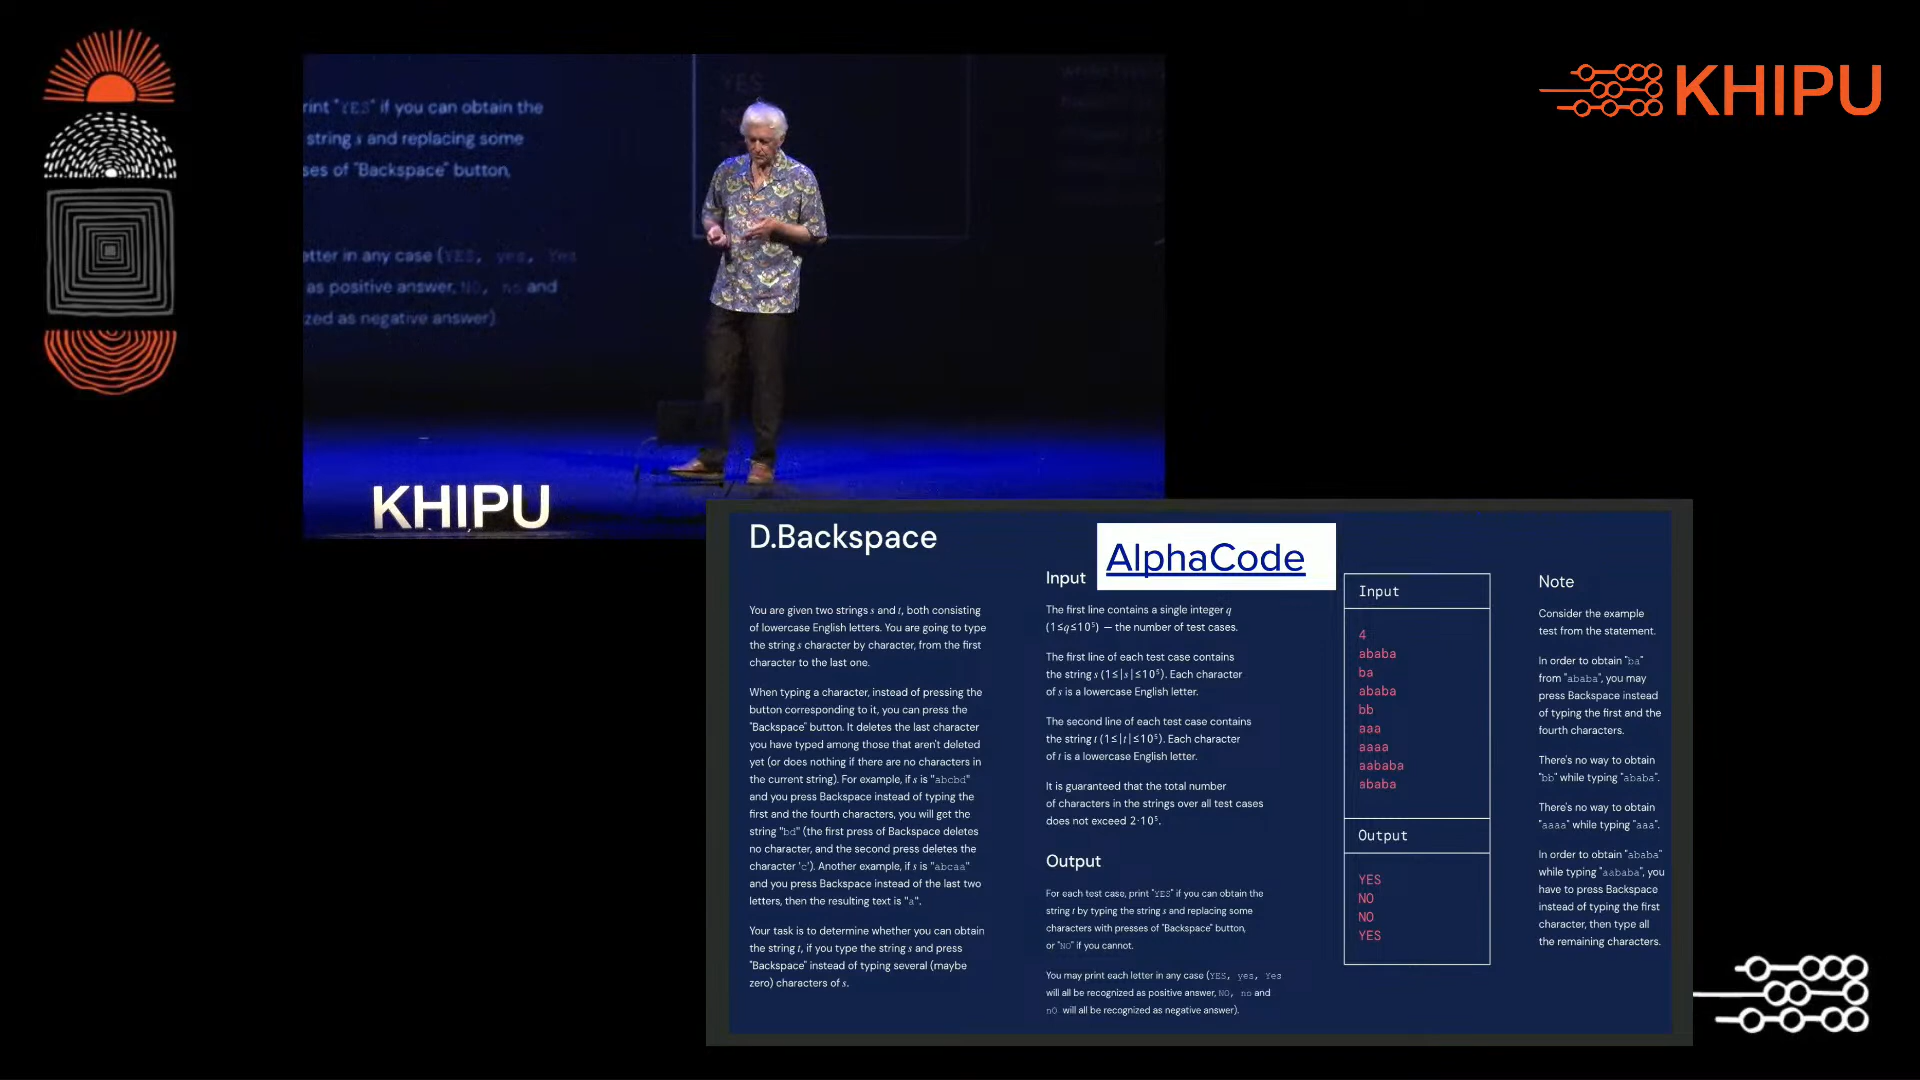 KHIPU
YES
rint "YES" if you can obtain the
string s and replacing some
ses of "Backspace" button,
etter in any case (YES, yes, Yes
as positive answer, NO, no and
zed as negative answer)
KHIPU
D.Backspace
You are given two strings s and t, both consisting
of lowercase English letters. You are going to type
the string s character by character, from the first
character to the last one.
When typing a character, instead of pressing the
button corresponding to it, you can press the
"Backspace" button. It deletes the last character
you have typed among those that aren't deleted
yet (or does nothing if there are no characters in
the current string). For example, if s is "abcbd"
and you press Backspace instead of typing the
first and the fourth characters, you will get the
string "bd" (the first press of Backspace deletes
no character, and the second press deletes the
character 'c'). Another example, if s is "abcaa"
and you press Backspace instead of the last two
letters, then the resulting text is "a".
Your task is to determine whether you can obtain
the string t, if you type the string s and press
"Backspace" instead of typing several (maybe
zero) characters of s.
AlphaCode
Input
The first line contains a single integer q
(1≤q≤10⁵) — the number of test cases.
The first line of each test case contains
the string s (1≤|s|≤10⁵). Each character
of s is a lowercase English letter.
The second line of each test case contains
the string t (1≤|t|≤10⁵). Each character
of t is a lowercase English letter.
It is guaranteed that the total number
of characters in the strings over all test cases
does not exceed 2·10⁵.
Output
For each test case, print "YES" if you can obtain the
string t by typing the string s and replacing some
characters with presses of "Backspace" button,
or "NO" if you cannot.
You may print each letter in any case (YES, yes, Yes
will all be recognized as positive answer, NO, no and
nO will all be recognized as negative answer).
Input
4
ababa
ba
ababa
bb
aaa
aaaa
aababa
ababa
Output
YES
NO
NO
YES
Note
Consider the example
test from the statement.
In order to obtain "ba"
from "ababa", you may
press Backspace instead
of typing the first and the
fourth characters.
There's no way to obtain
"bb" while typing "ababa".
There's no way to obtain
"aaaa" while typing "aaa".
In order to obtain "ababa"
while typing "aababa", you
have to press Backspace
instead of typing the first
character, then type all
the remaining characters.